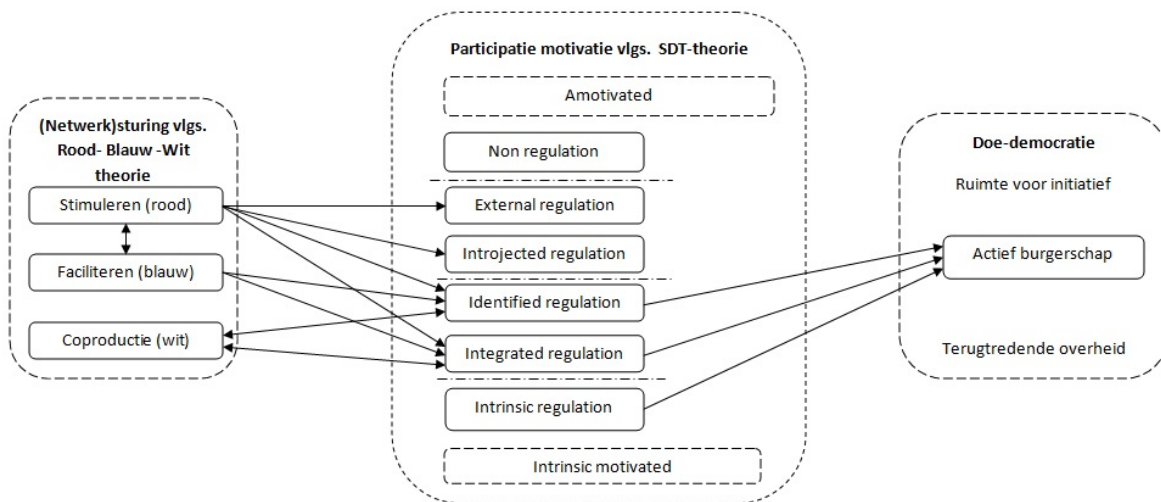 (Netwerk)sturing vlgs.
Rood- Blauw -Wit
theorie
Stimuleren (rood)
Faciliteren (blauw)
Coproductie (wit)
Participatie motivatie vlgs. SDT-theorie
Amotivated
Non regulation
External regulation
Introjected regulation
Identified regulation
Integrated regulation
Intrinsic regulation
Intrinsic motivated
Doe-democratie
Ruimte voor initiatief
Actief burgerschap
Terugtredende overheid